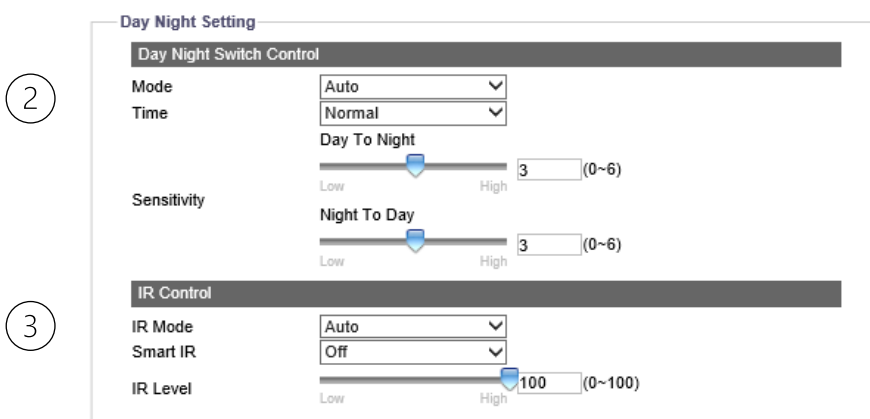 Day Night Setting
Day Night Switch Control
2
Mode Auto
Time Normal
Day To Night
3 (0~6)
Low High
Sensitivity
Night To Day
3 (0~6)
Low High
IR Control
3
IR Mode Auto
Smart IR Off
IR Level 100 (0~100)
Low High